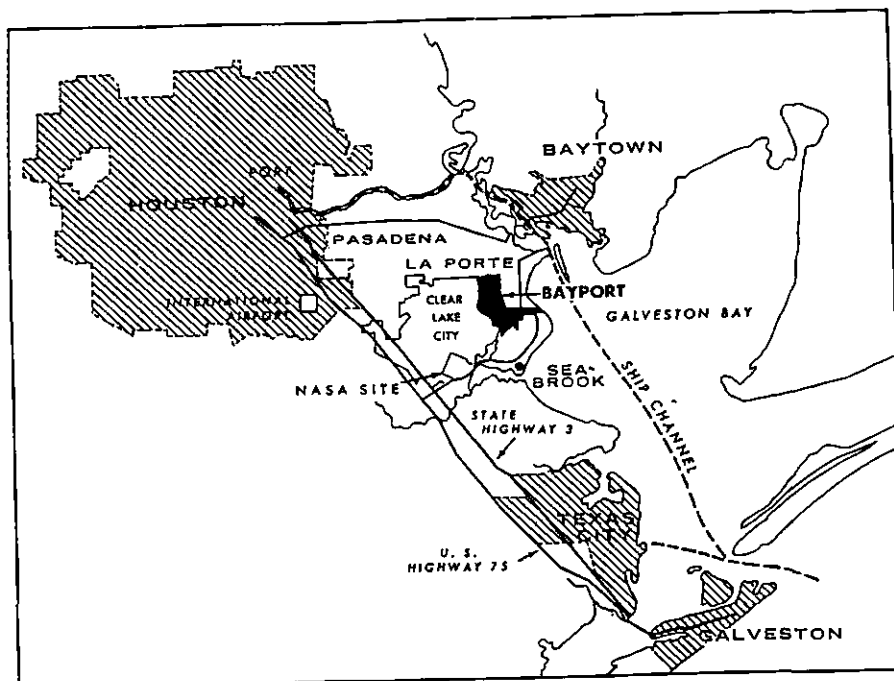 BAYTOWN
PORT
HOUSTON
PASADENA
LA PORTE
BAYPORT
CLEAR
LAKE
CITY
INTERNATIONAL
AIRPORT
GALVESTON BAY
SEA-
BROOK
NASA SITE
SHIP CHANNEL
STATE
HIGHWAY 3
TEXAS
CITY
U. S.
HIGHWAY 75
GALVESTON